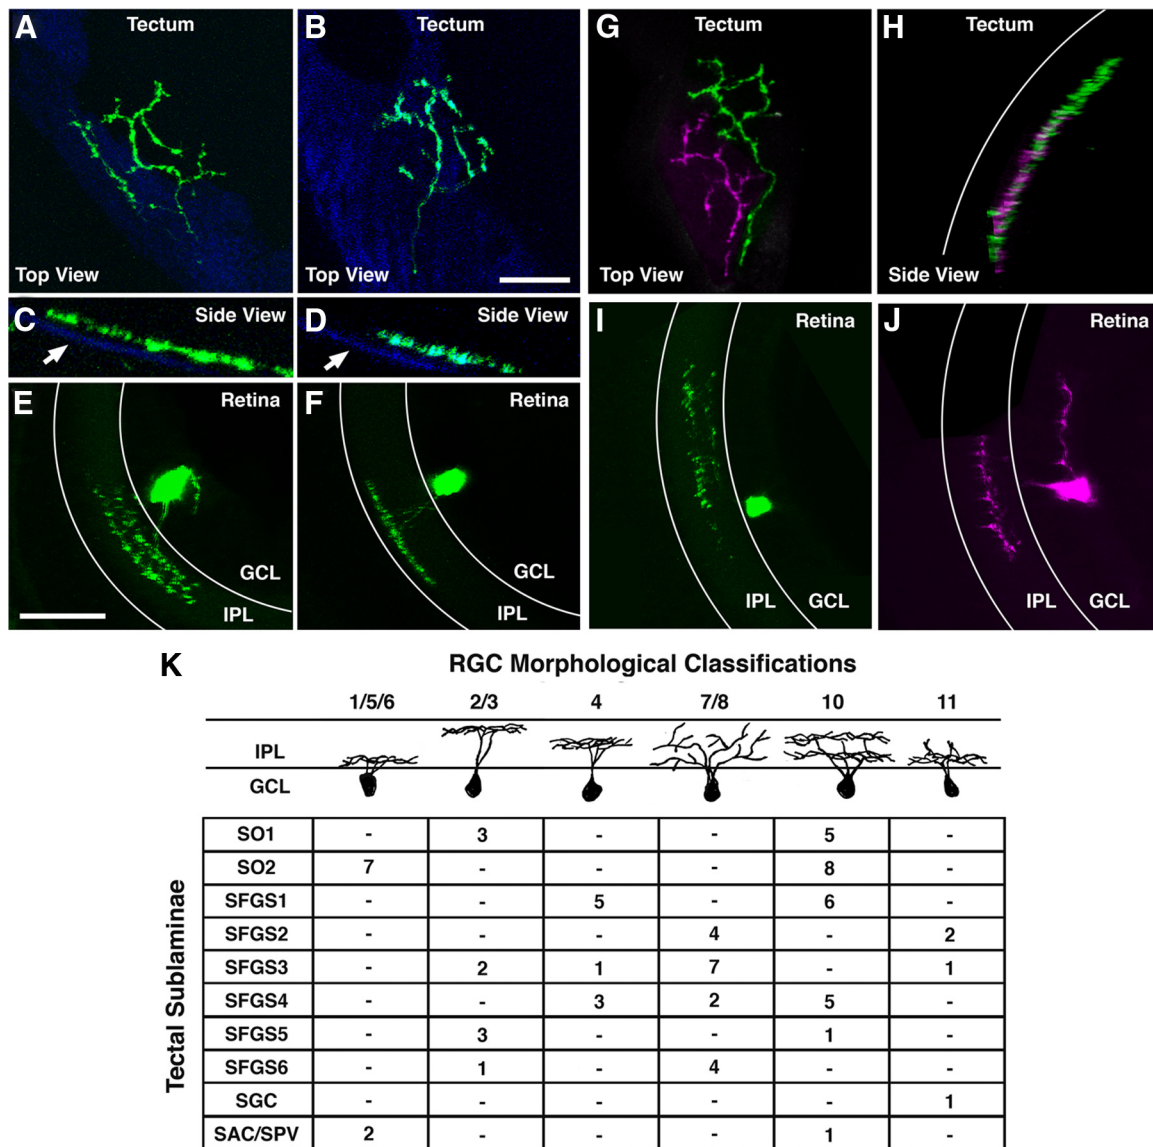 A Tectum
Top View
B Tectum
Top View
G Tectum
Top View
H Tectum
Side View
C Side View
D Side View
E Retina
GCL
IPL
F Retina
GCL
IPL
I Retina
IPL GCL
J Retina
IPL GCL
K RGC Morphological Classifications
1/5/6 2/3 4 7/8 10 11
IPL
GCL
Tectal Sublaminae
SO1 - 3 - - 5 -
SO2 7 - - - 8 -
SFGS1 - - 5 - 6 -
SFGS2 - - - 4 - 2
SFGS3 - 2 1 7 - 1
SFGS4 - - 3 2 5 -
SFGS5 - 3 - - 1 -
SFGS6 - 1 - 4 - -
SGC - - - - - 1
SAC/SPV 2 - - - 1 -